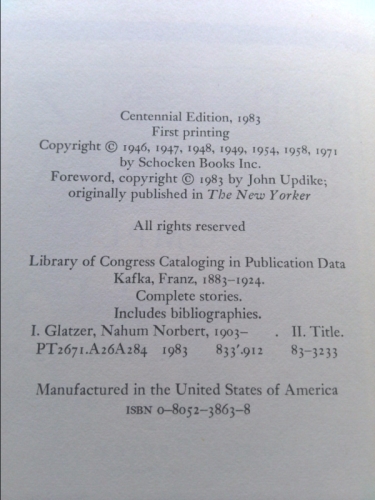 Centennial Edition, 1983
First printing
Copyright © 1946, 1947, 1948, 1949, 1954, 1958, 1971
by Schocken Books Inc.
Foreword, copyright © 1983 by John Updike;
originally published in The New Yorker
All rights reserved
Library of Congress Cataloging in Publication Data
Kafka, Franz, 1883–1924.
Complete stories.
Includes bibliographies.
I. Glatzer, Nahum Norbert, 1903– . II. Title.
PT2671.A26A284 1983 833'.912 83–3233
Manufactured in the United States of America
ISBN 0–8052–3863–8